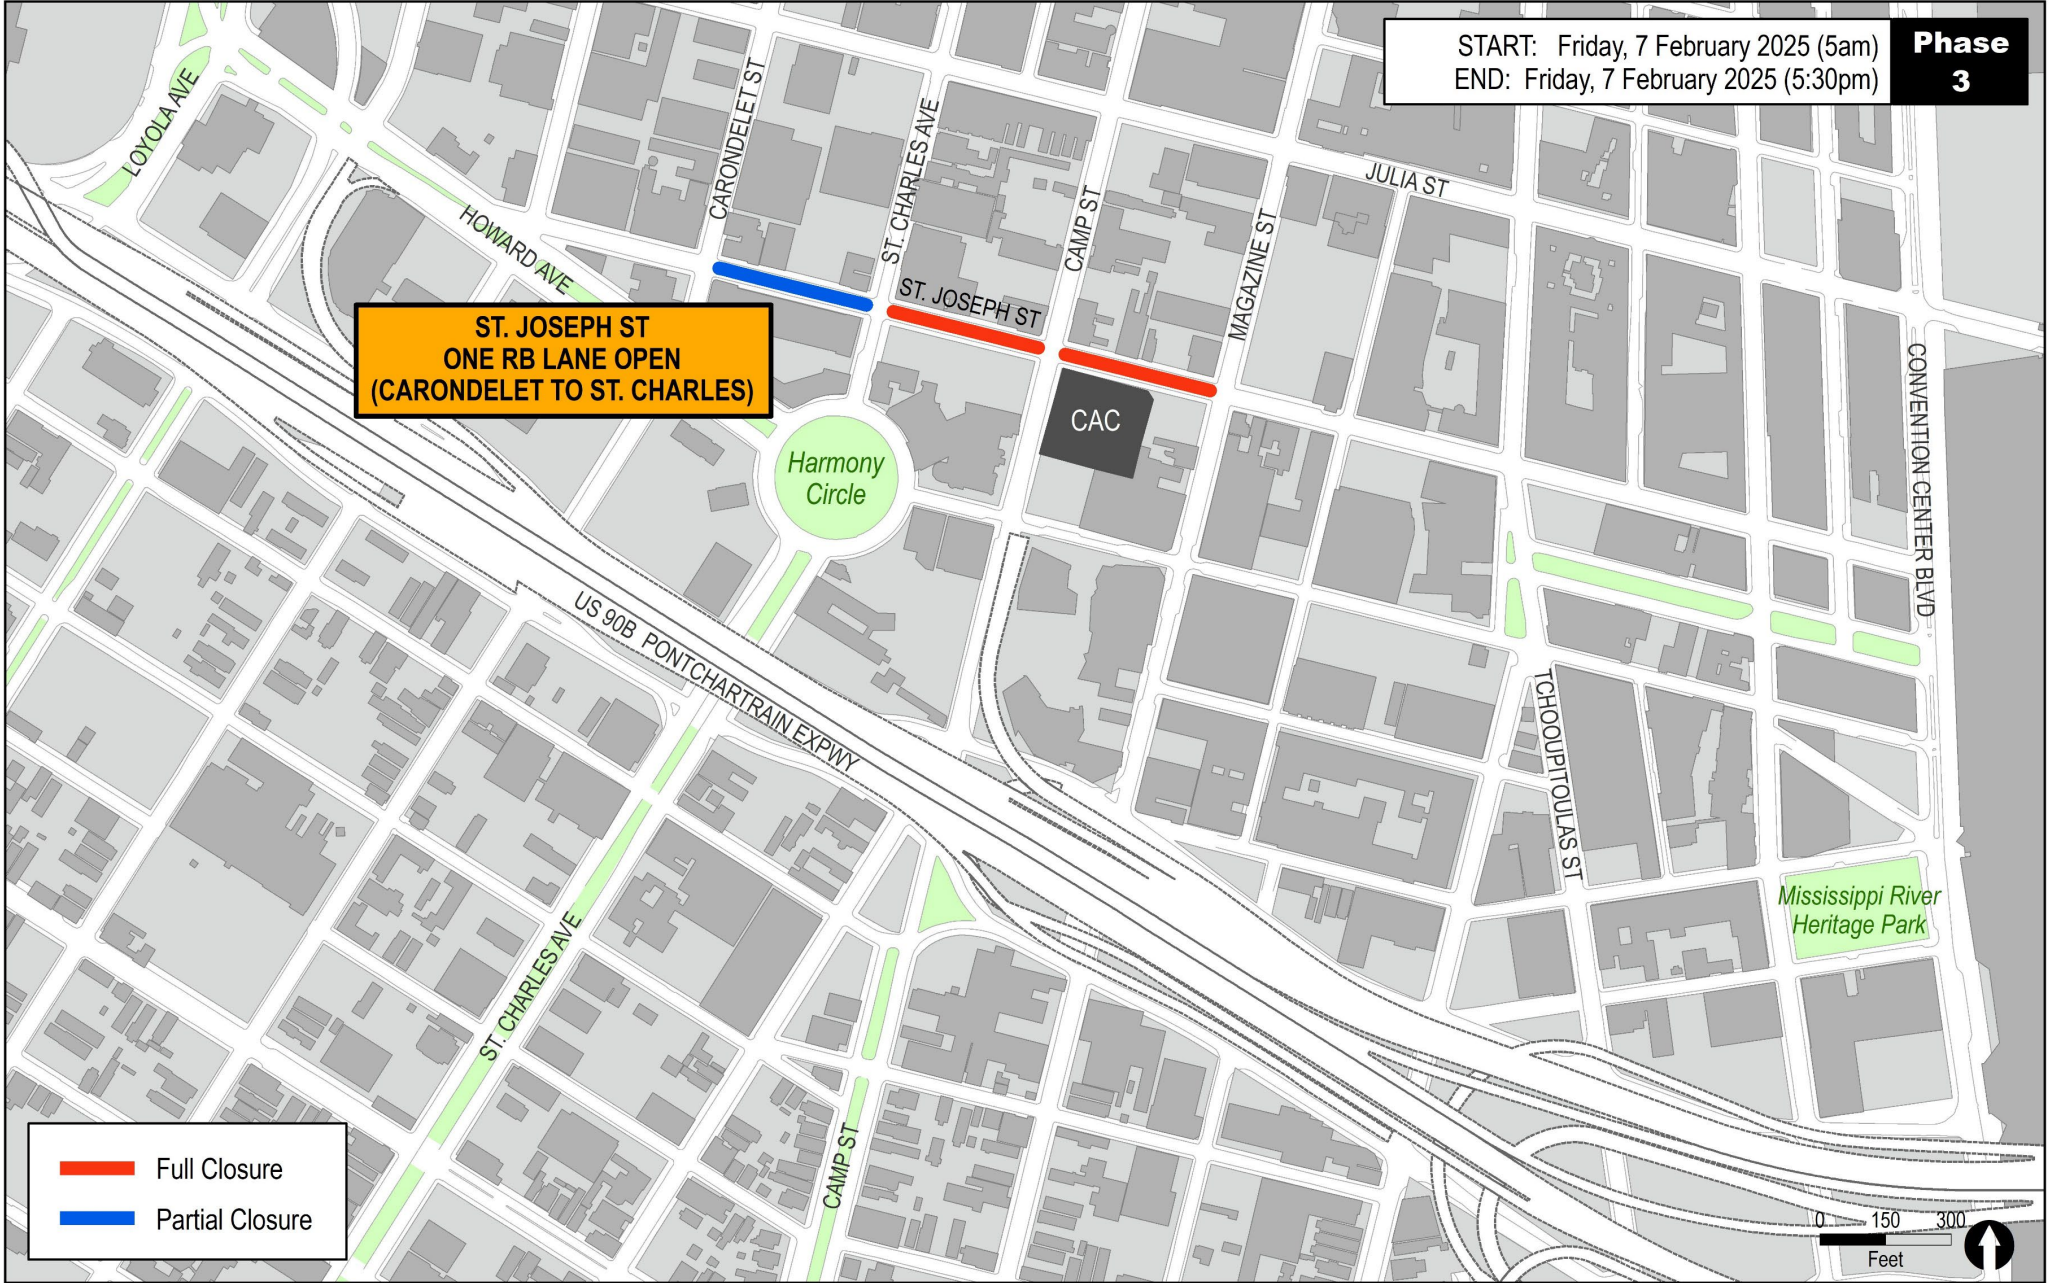 START: Friday, 7 February 2025 (5am)
END: Friday, 7 February 2025 (5:30pm)
Phase
3
LOYOLA AVE
HOWARD AVE
CARONDELET ST
ST. CHARLES AVE
CAMP ST
MAGAZINE ST
JULIA ST
ST. JOSEPH ST
ST. JOSEPH ST
ONE RB LANE OPEN
(CARONDELET TO ST. CHARLES)
CAC
Harmony
Circle
CONVENTION CENTER BLVD
US 90B PONTCHARTRAIN EXPWY
TCHOUPITOULAS ST
Mississippi River
Heritage Park
ST. CHARLES AVE
CAMP ST
Full Closure
Partial Closure
0 150 300
Feet